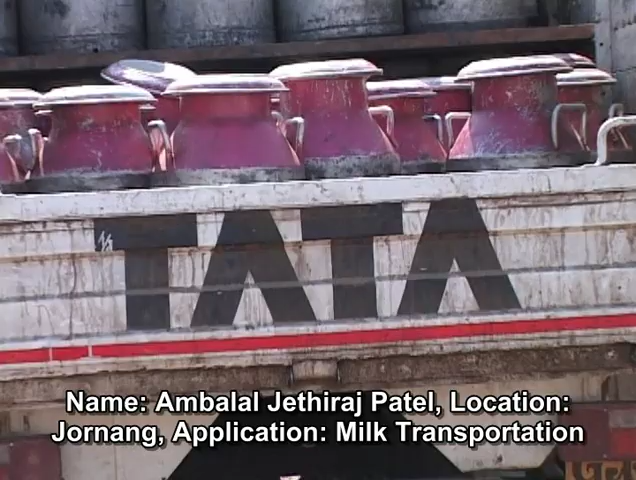 TATA
Name: Ambalal Jethiraj Patel, Location:
Jornang, Application: Milk Transportation